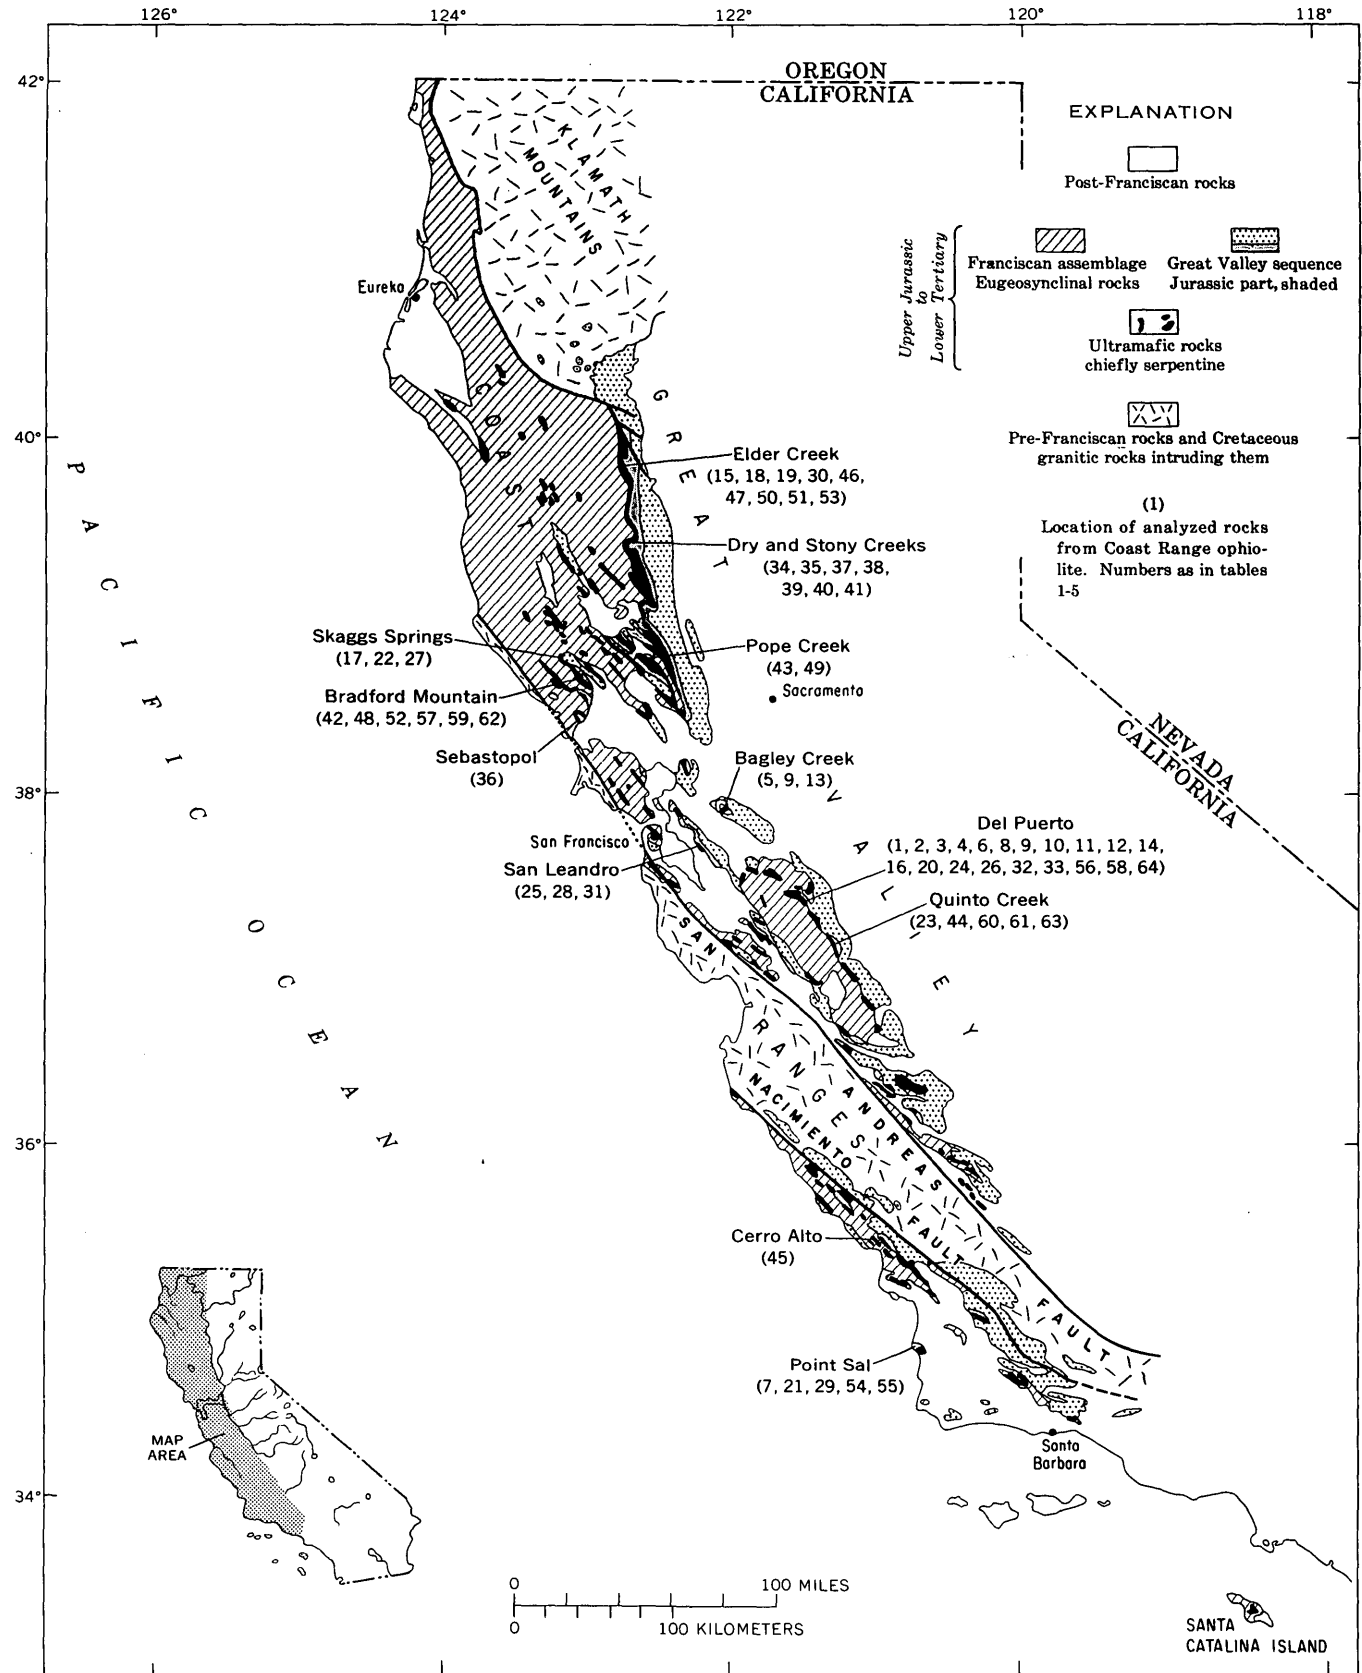 126°
124°
122°
120°
118°
42°
40°
38°
36°
34°
OREGON
CALIFORNIA
EXPLANATION
Post-Franciscan rocks
Upper Jurassic
to
Lower Tertiary
Franciscan assemblage
Eugeosynclinal rocks
Great Valley sequence
Jurassic part, shaded
Ultramafic rocks
chiefly serpentine
Pre-Franciscan rocks and Cretaceous
granitic rocks intruding them
(1)
Location of analyzed rocks
from Coast Range ophio-
lite. Numbers as in tables
1-5
KLAMATH
MOUNTAINS
Eureka
COAST
RANGES
GREAT
VALLEY
PACIFIC OCEAN
Elder Creek
(15, 18, 19, 30, 46,
47, 50, 51, 53)
Dry and Stony Creeks
(34, 35, 37, 38,
39, 40, 41)
Skaggs Springs
(17, 22, 27)
Pope Creek
(43, 49)
Sacramento
Bradford Mountain
(42, 48, 52, 57, 59, 62)
Sebastopol
(36)
Bagley Creek
(5, 9, 13)
NEVADA
CALIFORNIA
San Francisco
San Leandro
(25, 28, 31)
Del Puerto
(1, 2, 3, 4, 6, 8, 9, 10, 11, 12, 14,
16, 20, 24, 26, 32, 33, 56, 58, 64)
Quinto Creek
(23, 44, 60, 61, 63)
SAN ANDREAS FAULT
NACIMIENTO FAULT
Cerro Alto
(45)
Point Sal
(7, 21, 29, 54, 55)
Santa
Barbara
MAP
AREA
0 100 MILES
0 100 KILOMETERS
SANTA
CATALINA ISLAND